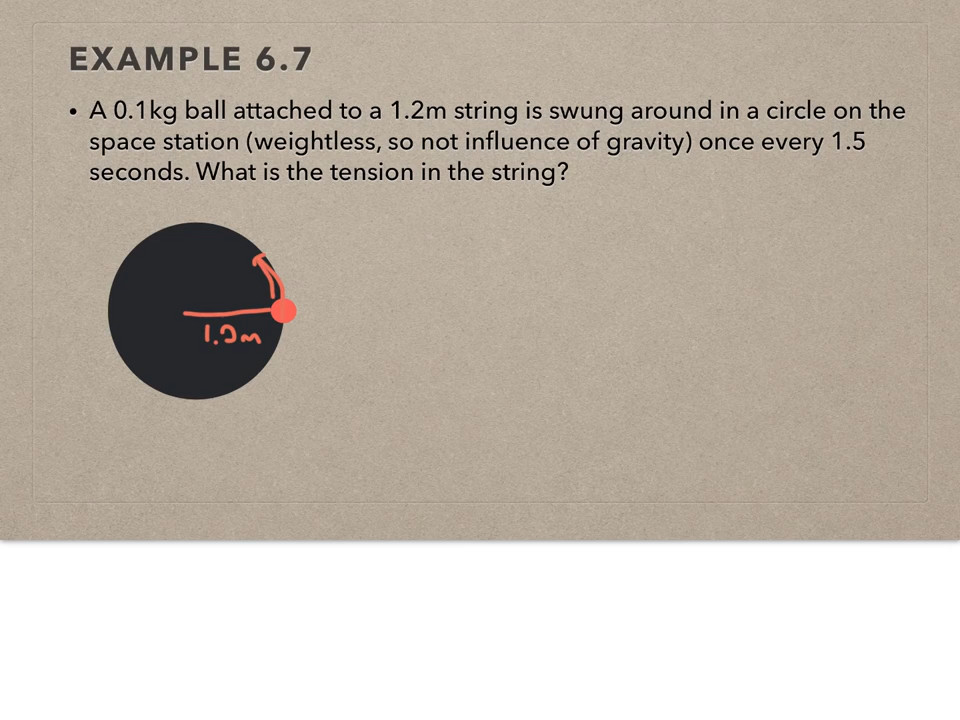 EXAMPLE 6.7
• A 0.1kg ball attached to a 1.2m string is swung around in a circle on the
space station (weightless, so not influence of gravity) once every 1.5
seconds. What is the tension in the string?
1.2m